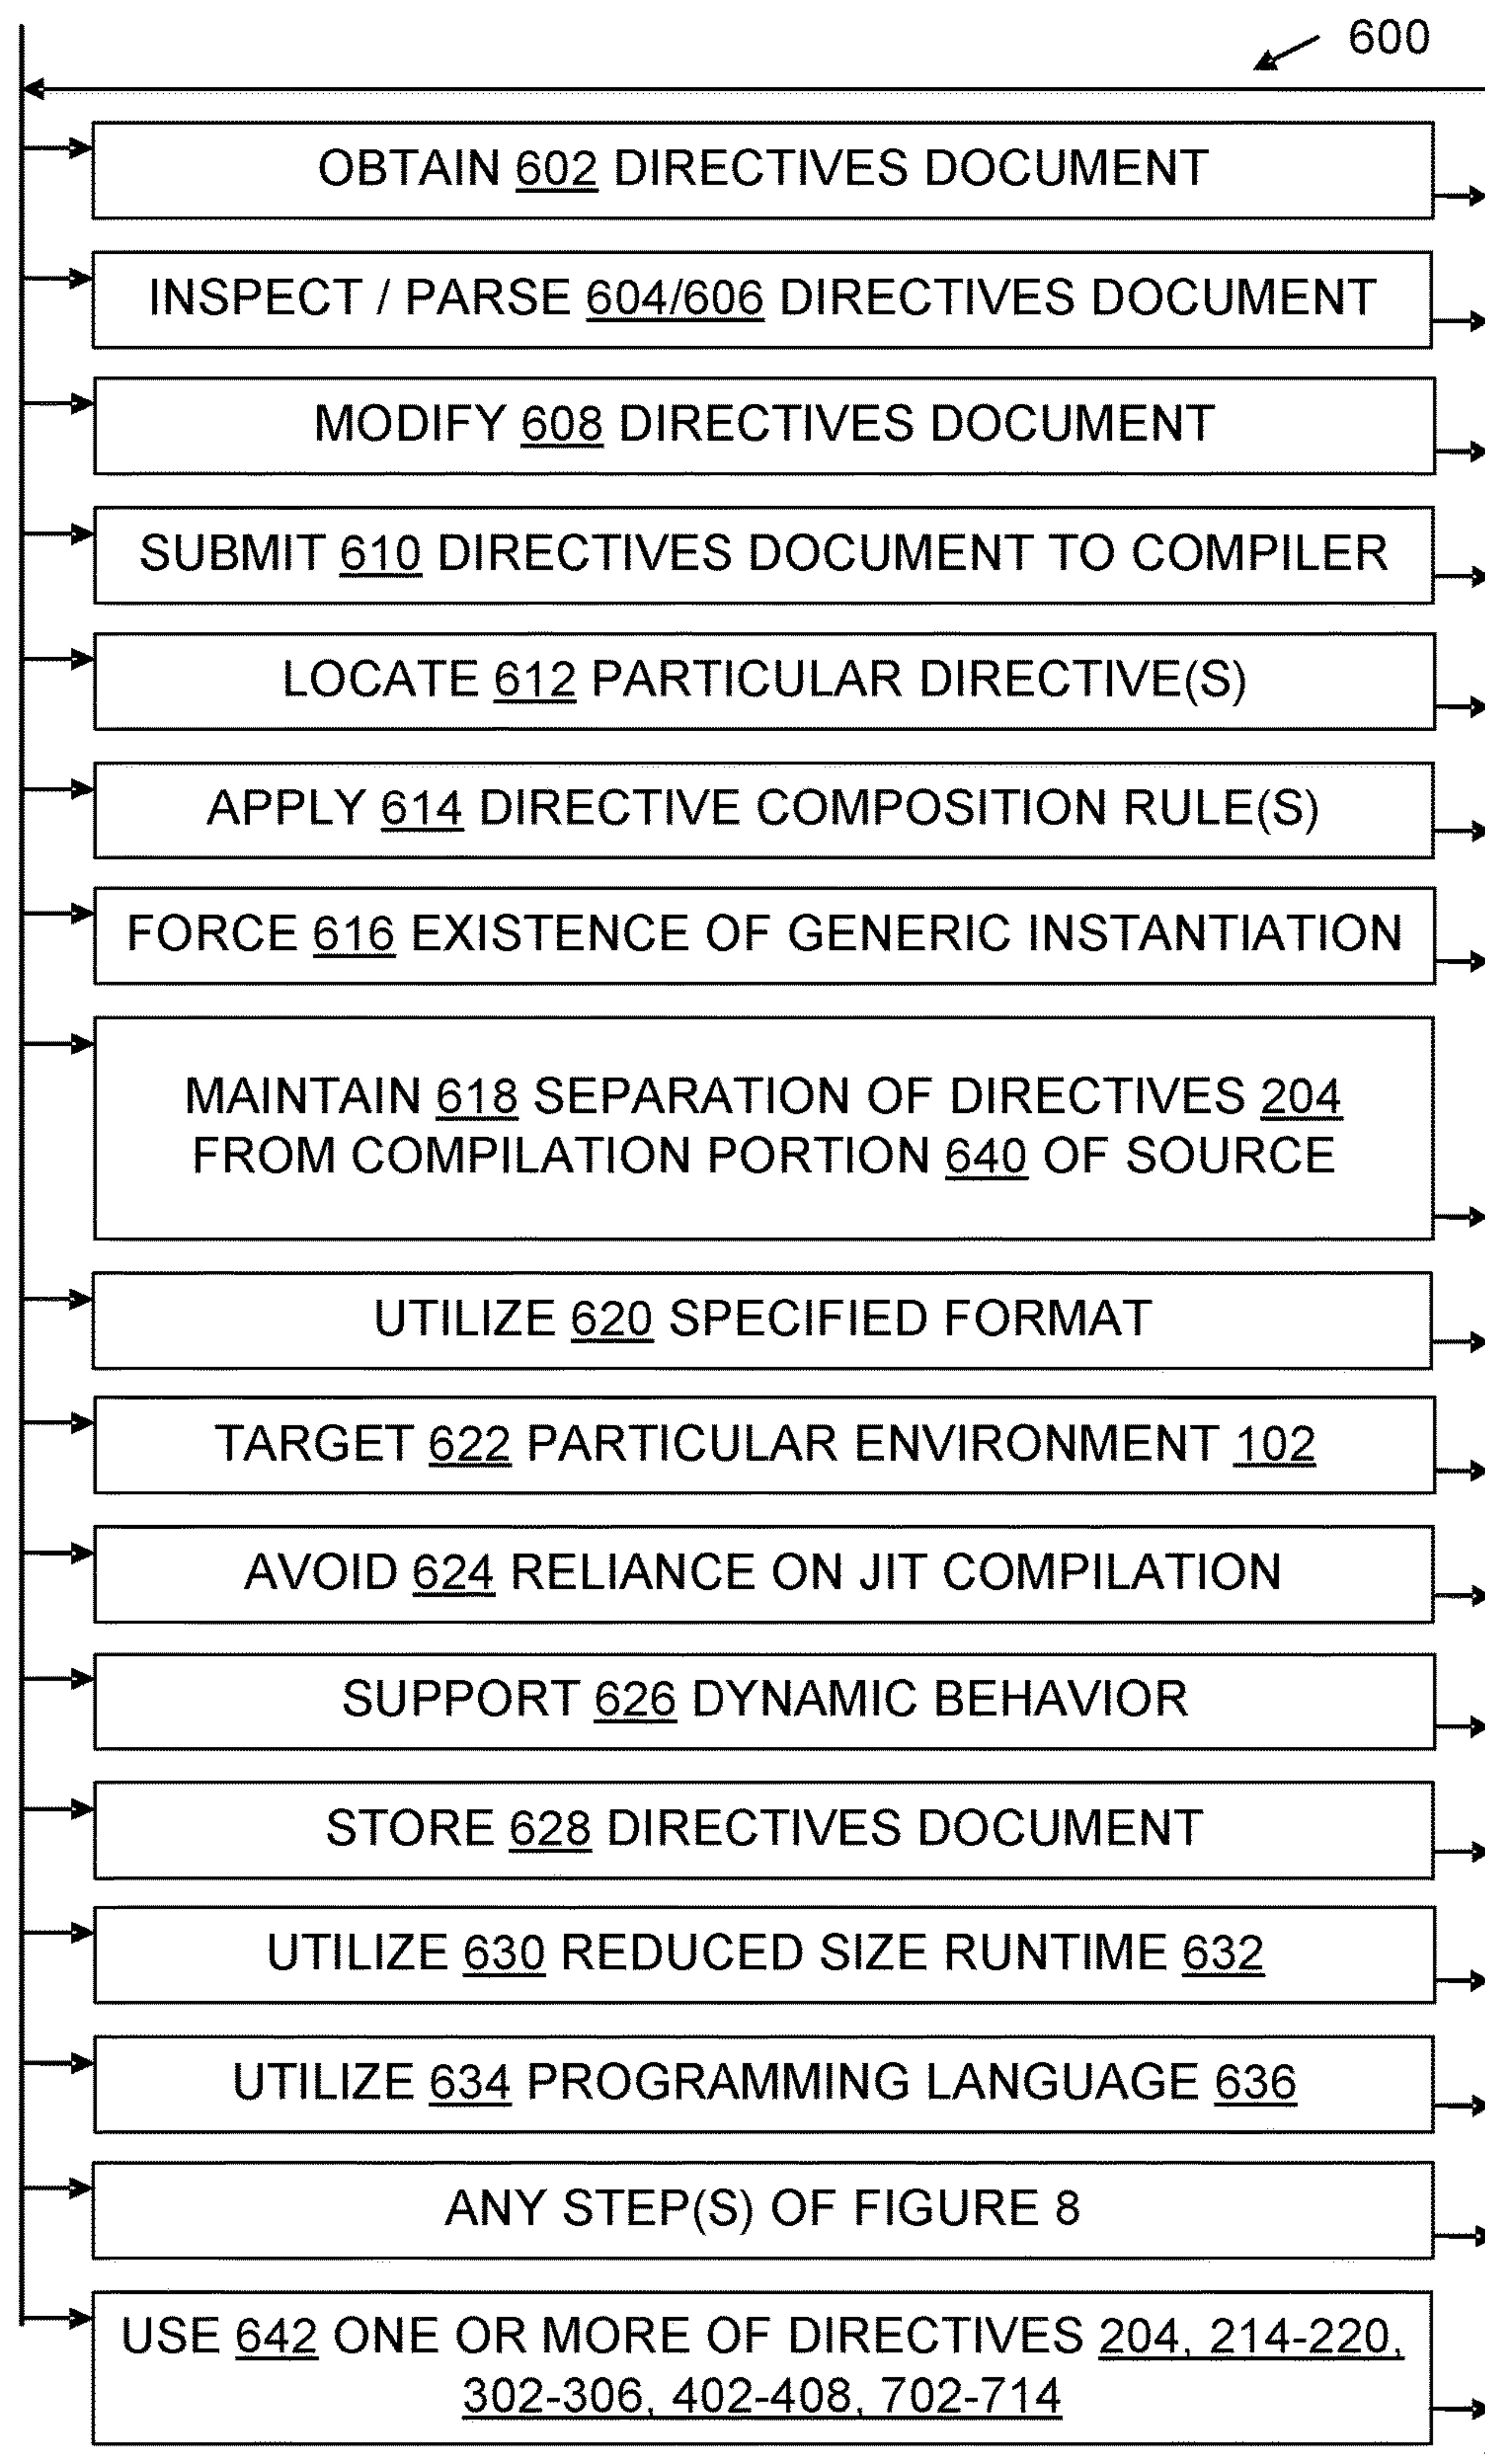 600
OBTAIN 602 DIRECTIVES DOCUMENT
INSPECT / PARSE 604/606 DIRECTIVES DOCUMENT
MODIFY 608 DIRECTIVES DOCUMENT
SUBMIT 610 DIRECTIVES DOCUMENT TO COMPILER
LOCATE 612 PARTICULAR DIRECTIVE(S)
APPLY 614 DIRECTIVE COMPOSITION RULE(S)
FORCE 616 EXISTENCE OF GENERIC INSTANTIATION
MAINTAIN 618 SEPARATION OF DIRECTIVES 204
FROM COMPILATION PORTION 640 OF SOURCE
UTILIZE 620 SPECIFIED FORMAT
TARGET 622 PARTICULAR ENVIRONMENT 102
AVOID 624 RELIANCE ON JIT COMPILATION
SUPPORT 626 DYNAMIC BEHAVIOR
STORE 628 DIRECTIVES DOCUMENT
UTILIZE 630 REDUCED SIZE RUNTIME 632
UTILIZE 634 PROGRAMMING LANGUAGE 636
ANY STEP(S) OF FIGURE 8
USE 642 ONE OR MORE OF DIRECTIVES 204, 214-220,
302-306, 402-408, 702-714